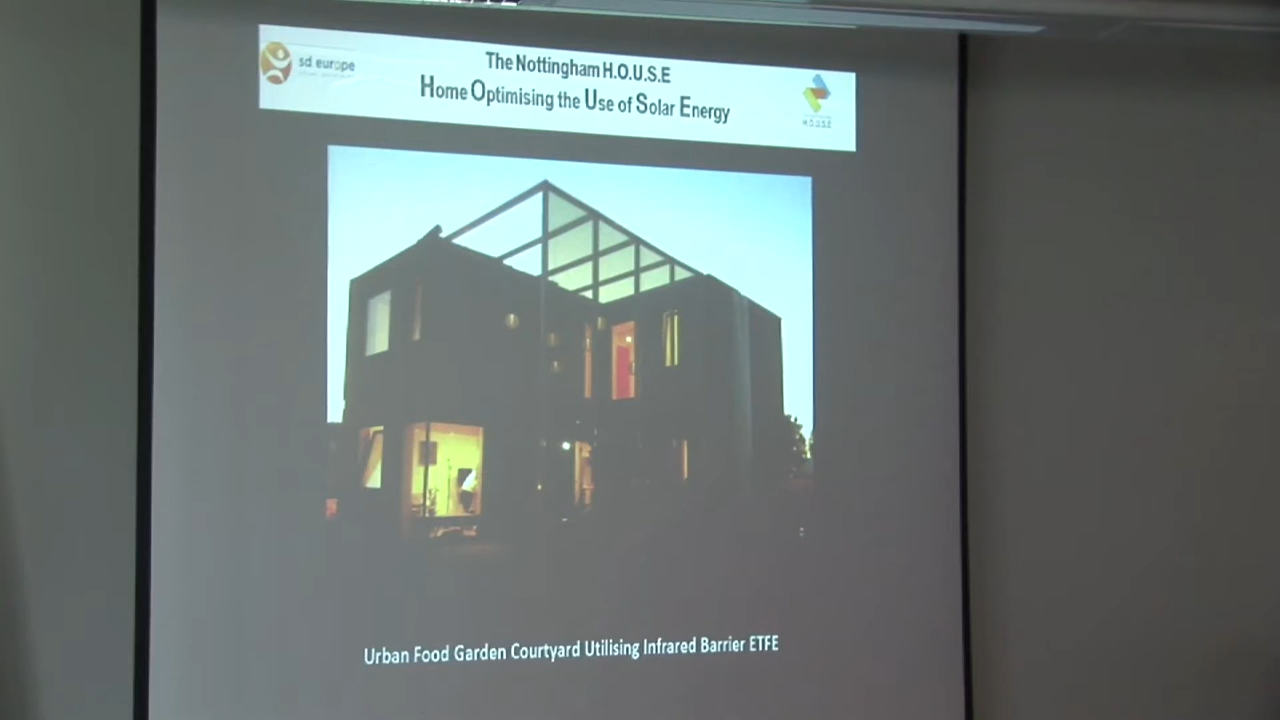 sd europe
The Nottingham H.O.U.S.E
Home Optimising the Use of Solar Energy
H.O.U.S.E
Urban Food Garden Courtyard Utilising Infrared Barrier ETFE